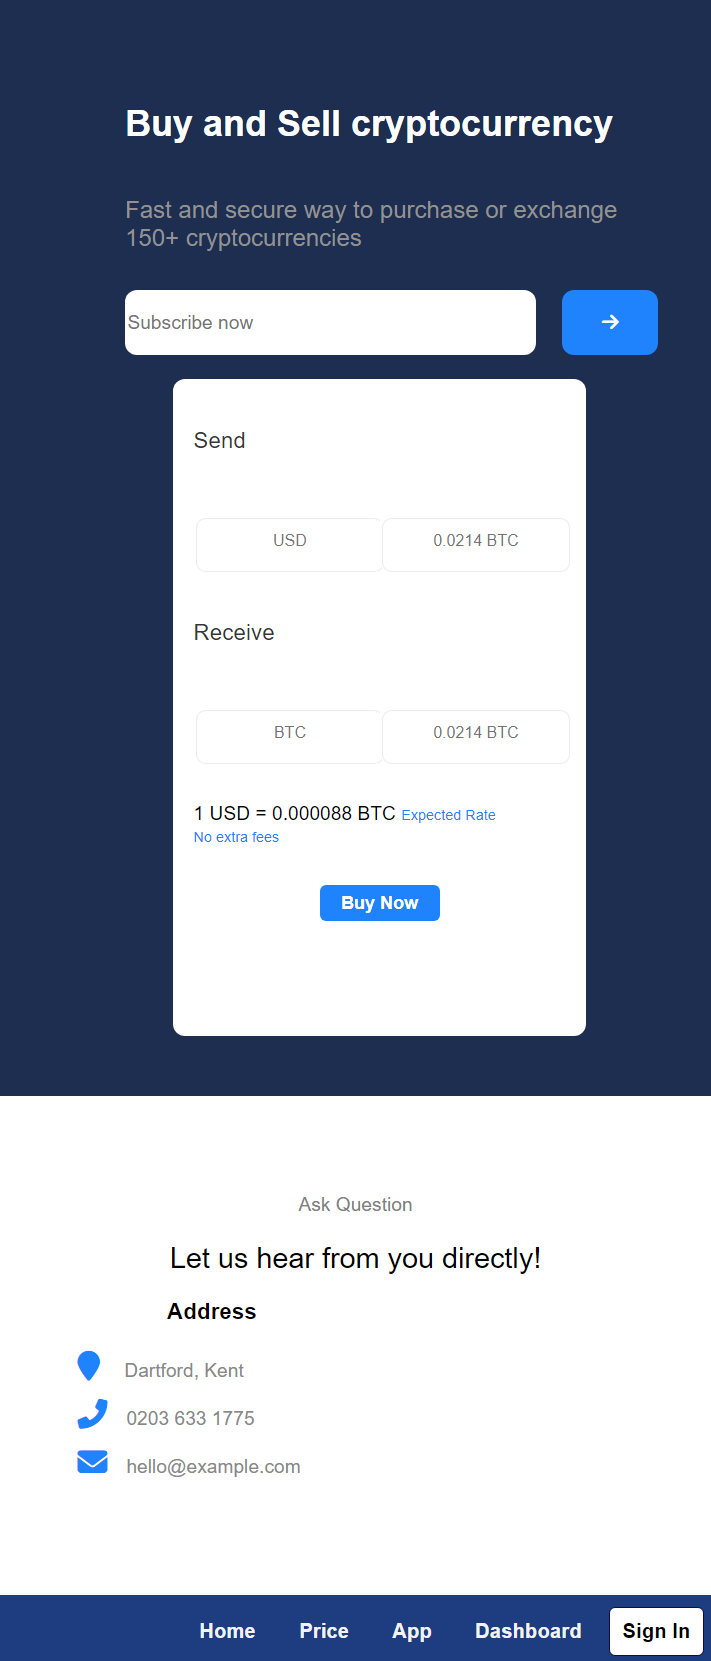 Buy and Sell cryptocurrency
Fast and secure way to purchase or exchange
150+ cryptocurrencies
Subscribe now
Send
USD 0.0214 BTC
Receive
BTC 0.0214 BTC
1 USD = 0.000088 BTC Expected Rate
No extra fees
Buy Now
Ask Question
Let us hear from you directly!
Address
Dartford, Kent
0203 633 1775
hello@example.com
Home Price App Dashboard Sign In